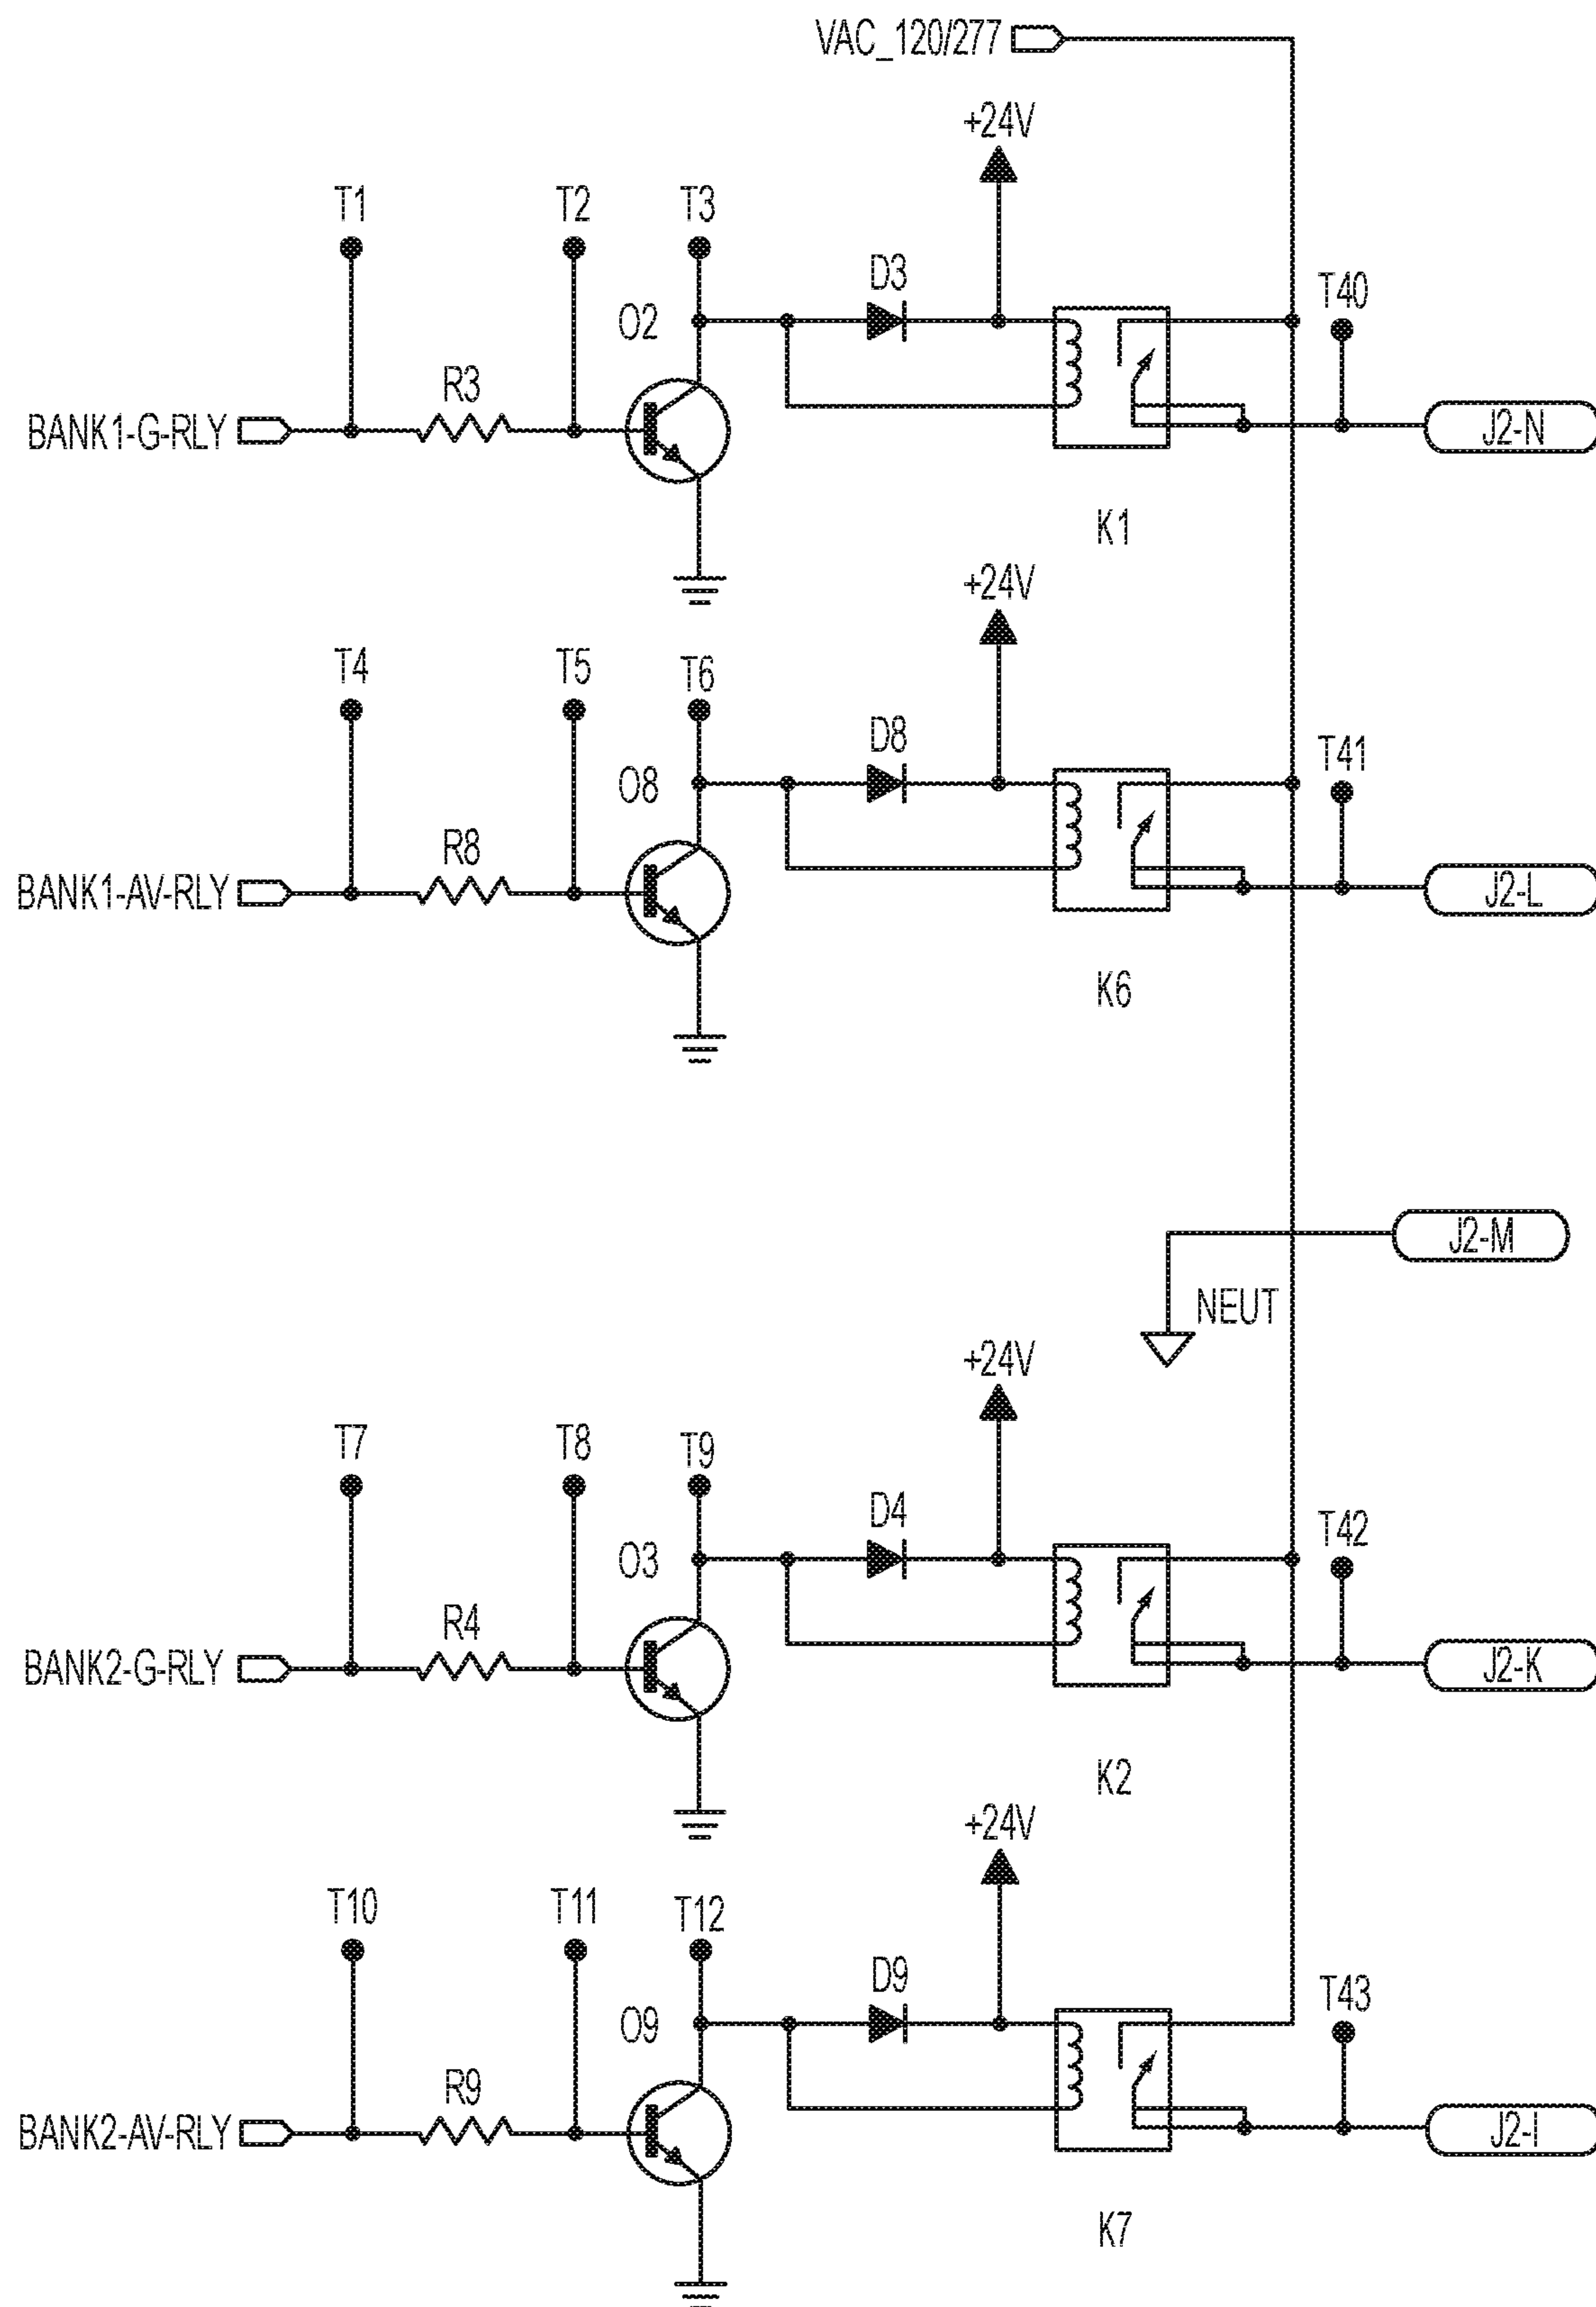 VAC_120/277
+24V
T1
T2
T3
D3
T40
O2
R3
BANK1-G-RLY
J2-N
K1
+24V
T4
T5
T6
D8
T41
O8
R8
BANK1-AV-RLY
J2-L
K6
J2-M
NEUT
+24V
T7
T8
T9
D4
T42
O3
R4
BANK2-G-RLY
J2-K
K2
+24V
T10
T11
T12
D9
T43
O9
R9
BANK2-AV-RLY
J2-I
K7